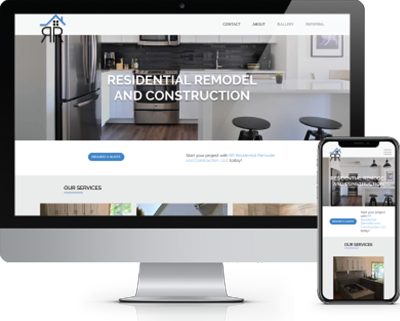 RR
CONTACT ABOUT GALLERY REFERRAL
RESIDENTIAL REMODEL
AND CONSTRUCTION
REQUEST A QUOTE
Start your project with RR Residential Remodel
and Construction, LLC today!
OUR SERVICES
RR
RESIDENTIAL REMODEL
AND CONSTRUCTION
REQUEST A QUOTE
Start your
project with RR
Residential
Remodel and
Construction, LLC
today!
OUR SERVICES